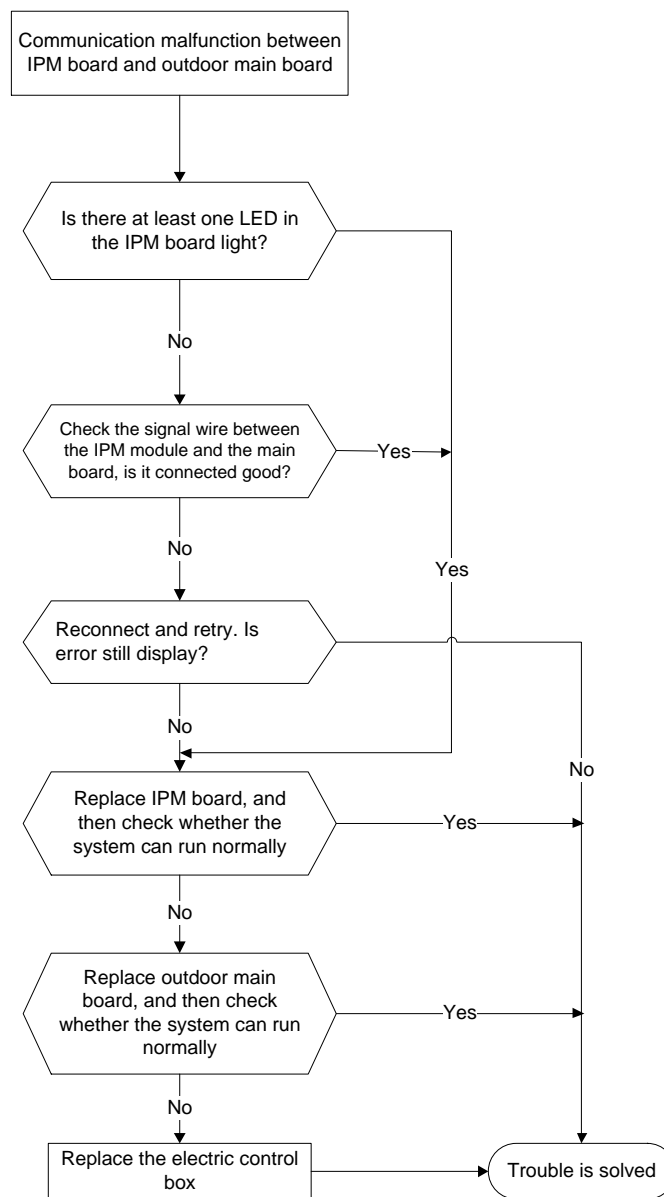 Communication malfunction between
IPM board and outdoor main board
Is there at least one LED in
the IPM board light?
No
Check the signal wire between
the IPM module and the main
board, is it connected good?
Yes
No
Yes
Reconnect and retry. Is
error still display?
No
No
Replace IPM board, and
then check whether the
system can run normally
Yes
No
Replace outdoor main
board, and then check
whether the system can run
normally
Yes
No
Replace the electric control
box
Trouble is solved